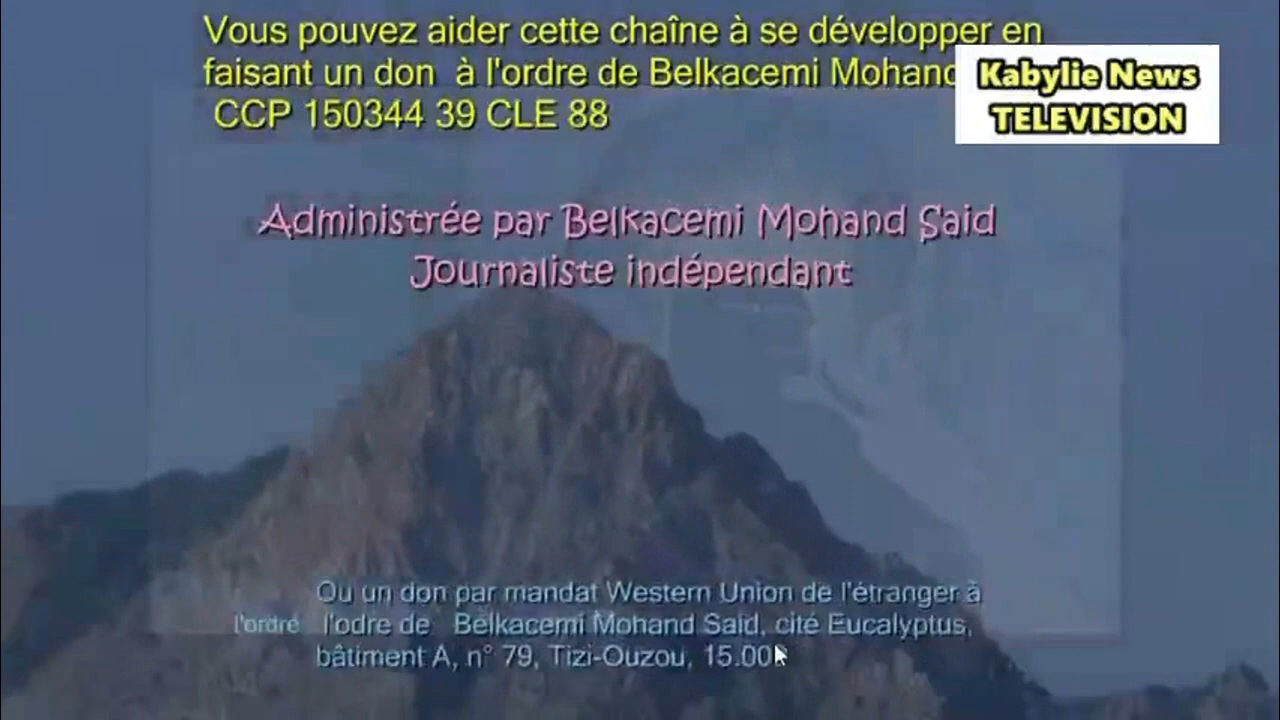 Vous pouvez aider cette chaîne à se développer en
faisant un don à l'ordre de Belkacemi Mohand
CCP 150344 39 CLE 88
Kabylie News
TELEVISION
Administrée par Belkacemi Mohand Said
Journaliste indépendant
Ou un don par mandat Western Union de l'étranger à
l'ordre l'odre de Belkacemi Mohand Said, cité Eucalyptus,
bâtiment A, n° 79, Tizi-Ouzou, 15.00